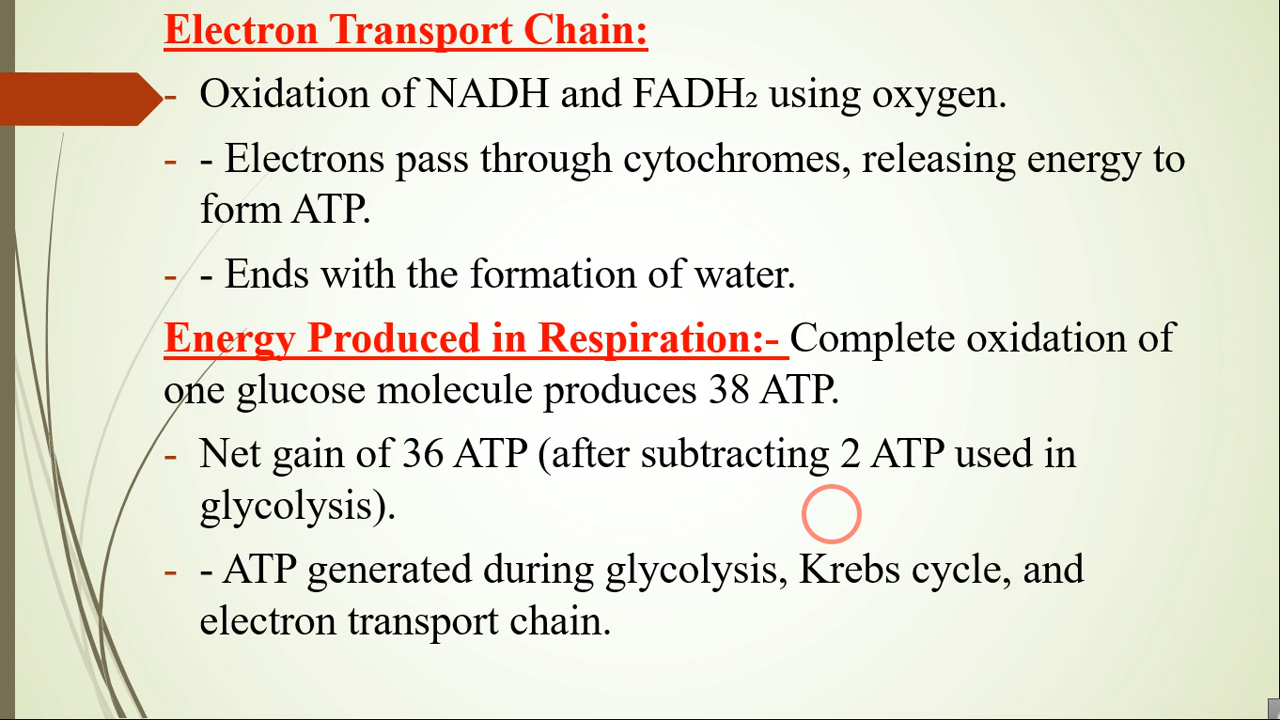 Electron Transport Chain:
- Oxidation of NADH and FADH₂ using oxygen.
- - Electrons pass through cytochromes, releasing energy to
form ATP.
- - Ends with the formation of water.
Energy Produced in Respiration:- Complete oxidation of
one glucose molecule produces 38 ATP.
- Net gain of 36 ATP (after subtracting 2 ATP used in
glycolysis).
- - ATP generated during glycolysis, Krebs cycle, and
electron transport chain.